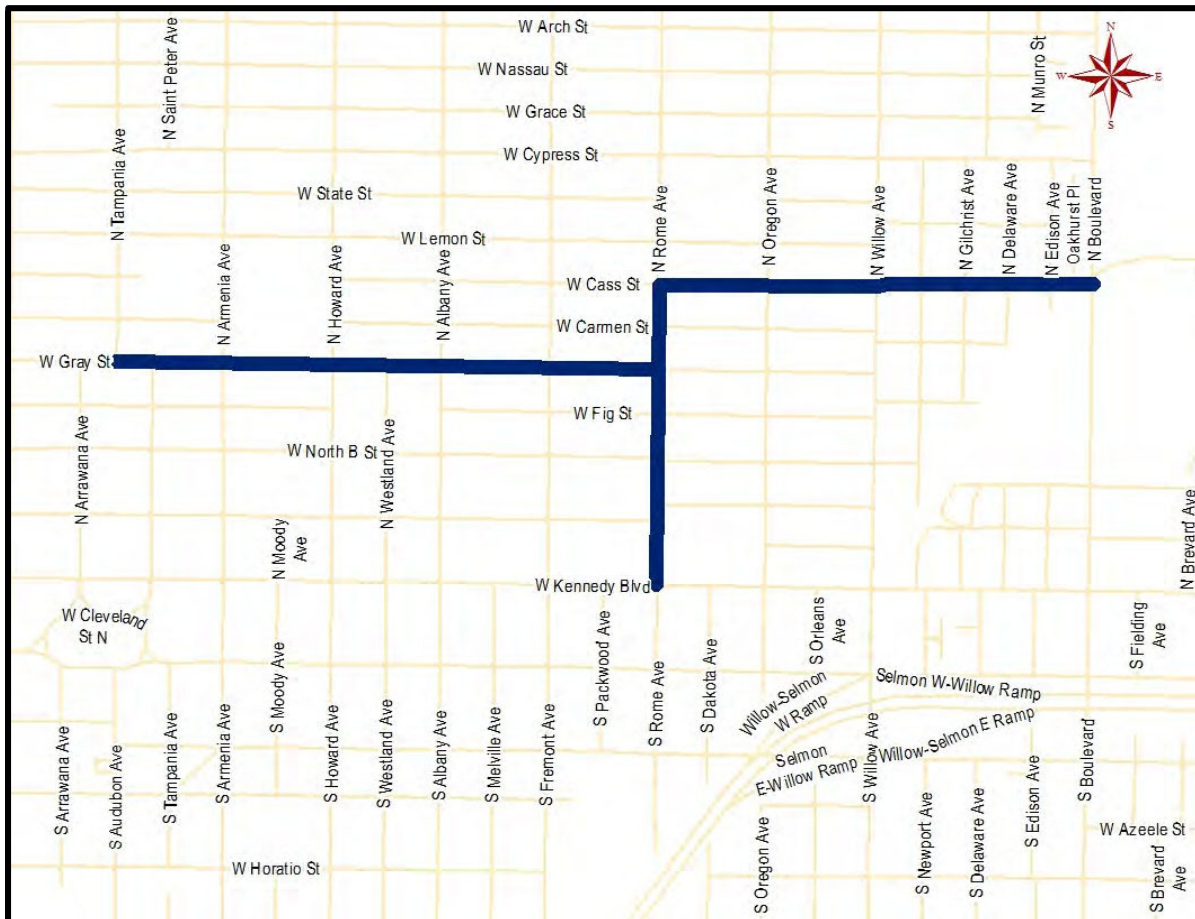 W Arch St
N Saint Peter Ave
W Nassau St
N Munro St
N
W
E
S
W Grace St
W Cypress St
N Tampania Ave
W State St
N Rome Ave
N Oregon Ave
N Willow Ave
N Gilchrist Ave
N Delaware Ave
N Edison Ave
Oakhurst Pl
N Boulevard
W Lemon St
N Armenia Ave
N Howard Ave
N Albany Ave
W Cass St
W Carmen St
W Gray St
W Fig St
N Arrawana Ave
W North B St
N Westland Ave
N Moody
Ave
N Brevard Ave
W Kennedy Blvd
W Cleveland
St N
S Moody Ave
S Packwood Ave
S Rome Ave
S Dakota Ave
S Orleans
Ave
S Fielding
Ave
Willow-Selmon
W Ramp
Selmon W-Willow Ramp
Selmon
E-Willow Ramp
Willow-Selmon E Ramp
S Arrawana Ave
S Audubon Ave
S Tampania Ave
S Armenia Ave
S Howard Ave
S Westland Ave
S Albany Ave
S Melville Ave
S Fremont Ave
S Willow Ave
S Boulevard
S Oregon Ave
S Newport Ave
S Delaware Ave
S Edison Ave
W Azeele St
S Brevard
Ave
W Horatio St